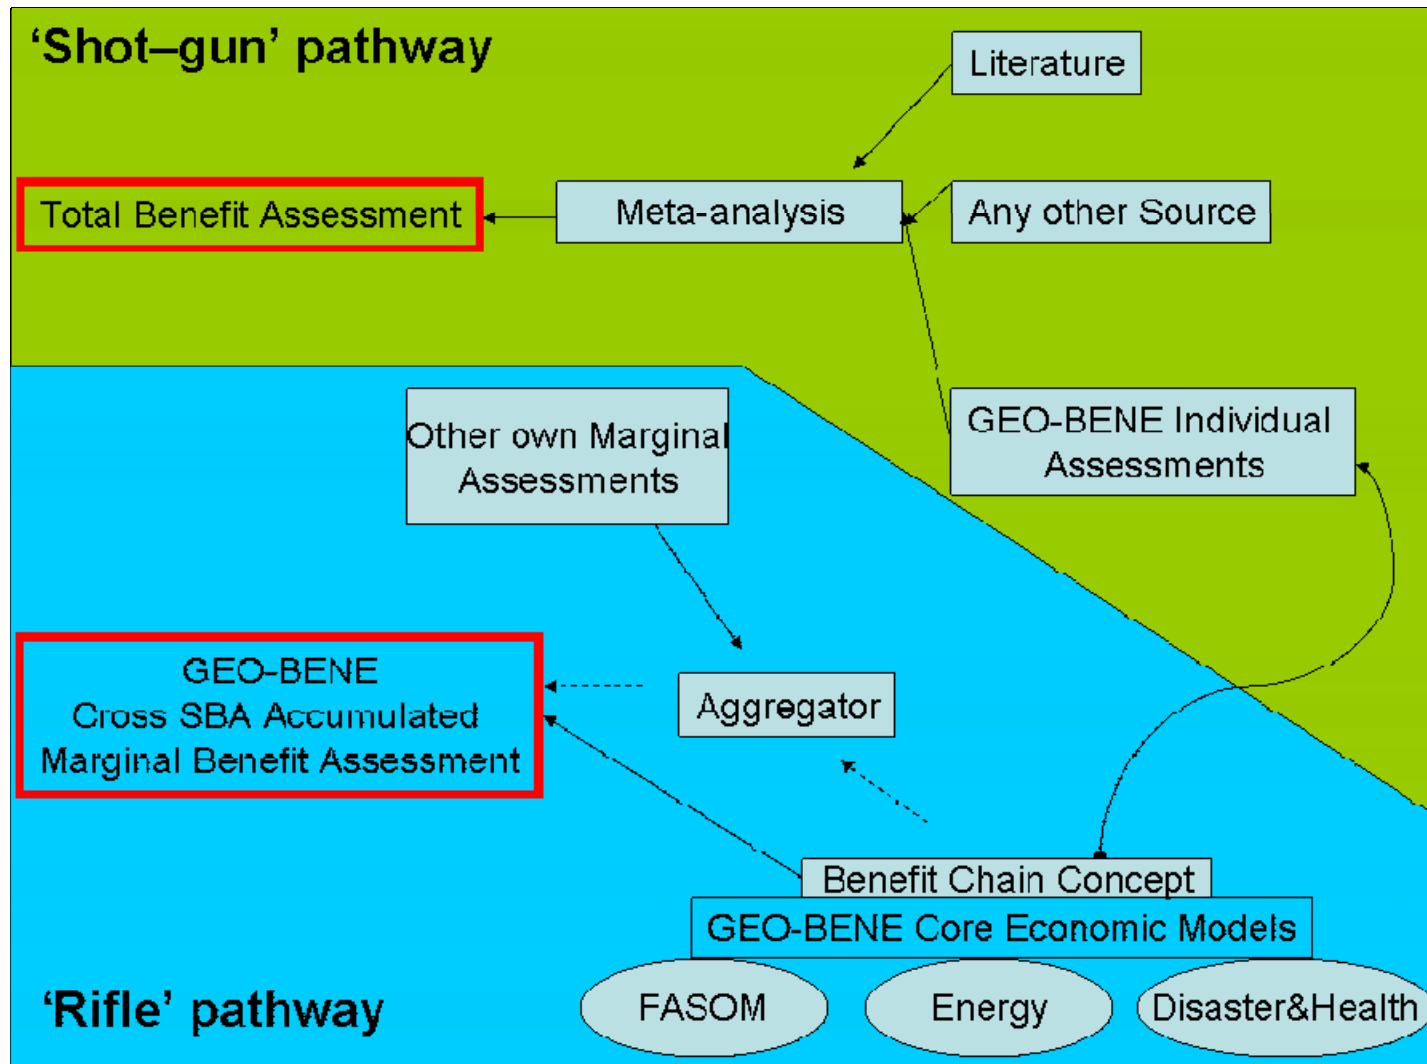 ‘Shot–gun’ pathway
Literature
Total Benefit Assessment
Meta-analysis
Any other Source
Other own Marginal
Assessments
GEO-BENE Individual
Assessments
GEO-BENE
Cross SBA Accumulated
Marginal Benefit Assessment
Aggregator
Benefit Chain Concept
GEO-BENE Core Economic Models
‘Rifle’ pathway
FASOM
Energy
Disaster&Health